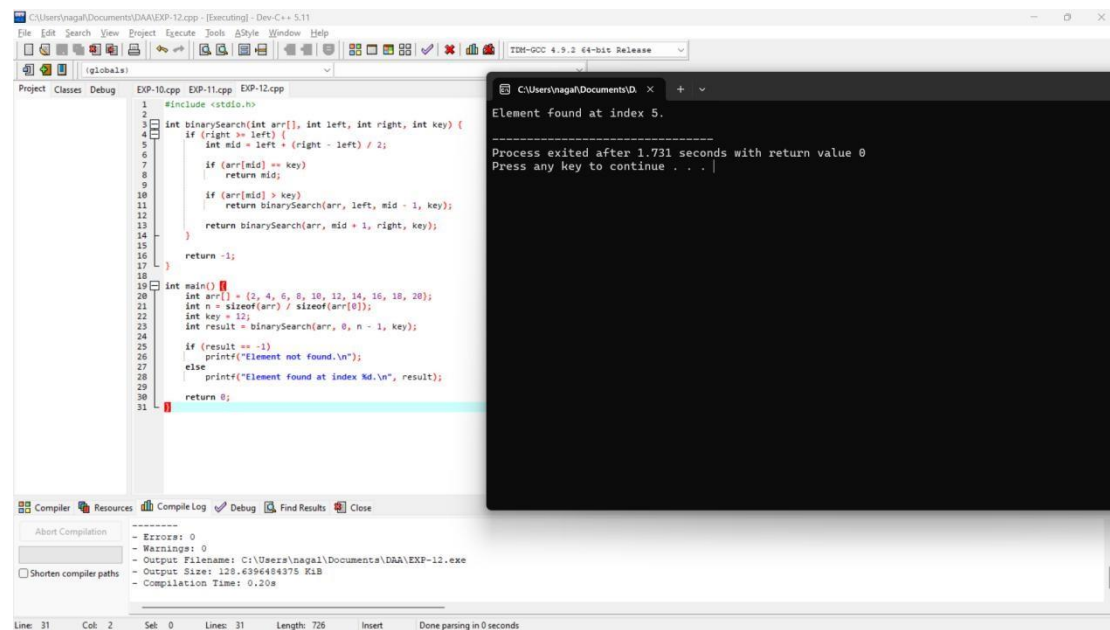 C:\Users\nagal\Documents\DAA\EXP-12.cpp - [Executing] - Dev-C++ 5.11
File Edit Search View Project Execute Tools AStyle Window Help
TDM-GCC 4.9.2 64-bit Release
(globals)
Project Classes Debug
EXP-10.cpp EXP-11.cpp EXP-12.cpp
1 #include <stdio.h>
2
3 int binarySearch(int arr[], int left, int right, int key) {
4 if (right >= left) {
5 int mid = left + (right - left) / 2;
6
7 if (arr[mid] == key)
8 return mid;
9
10 if (arr[mid] > key)
11 return binarySearch(arr, left, mid - 1, key);
12
13 return binarySearch(arr, mid + 1, right, key);
14 }
15
16 return -1;
17 }
18
19 int main() {
20 int arr[] = {2, 4, 6, 8, 10, 12, 14, 16, 18, 20};
21 int n = sizeof(arr) / sizeof(arr[0]);
22 int key = 12;
23 int result = binarySearch(arr, 0, n - 1, key);
24
25 if (result == -1)
26 printf("Element not found.\n");
27 else
28 printf("Element found at index %d.\n", result);
29
30 return 0;
31 }
C:\Users\nagal\Documents\D.
Element found at index 5.
--------------------------------
Process exited after 1.731 seconds with return value 0
Press any key to continue . . .
Compiler Resources Compile Log Debug Find Results Close
Abort Compilation
Shorten compiler paths
--------
- Errors: 0
- Warnings: 0
- Output Filename: C:\Users\nagal\Documents\DAA\EXP-12.exe
- Output Size: 128.6396484375 KiB
- Compilation Time: 0.20s
Line: 31 Col: 2 Sel: 0 Lines: 31 Length: 726 Insert Done parsing in 0 seconds